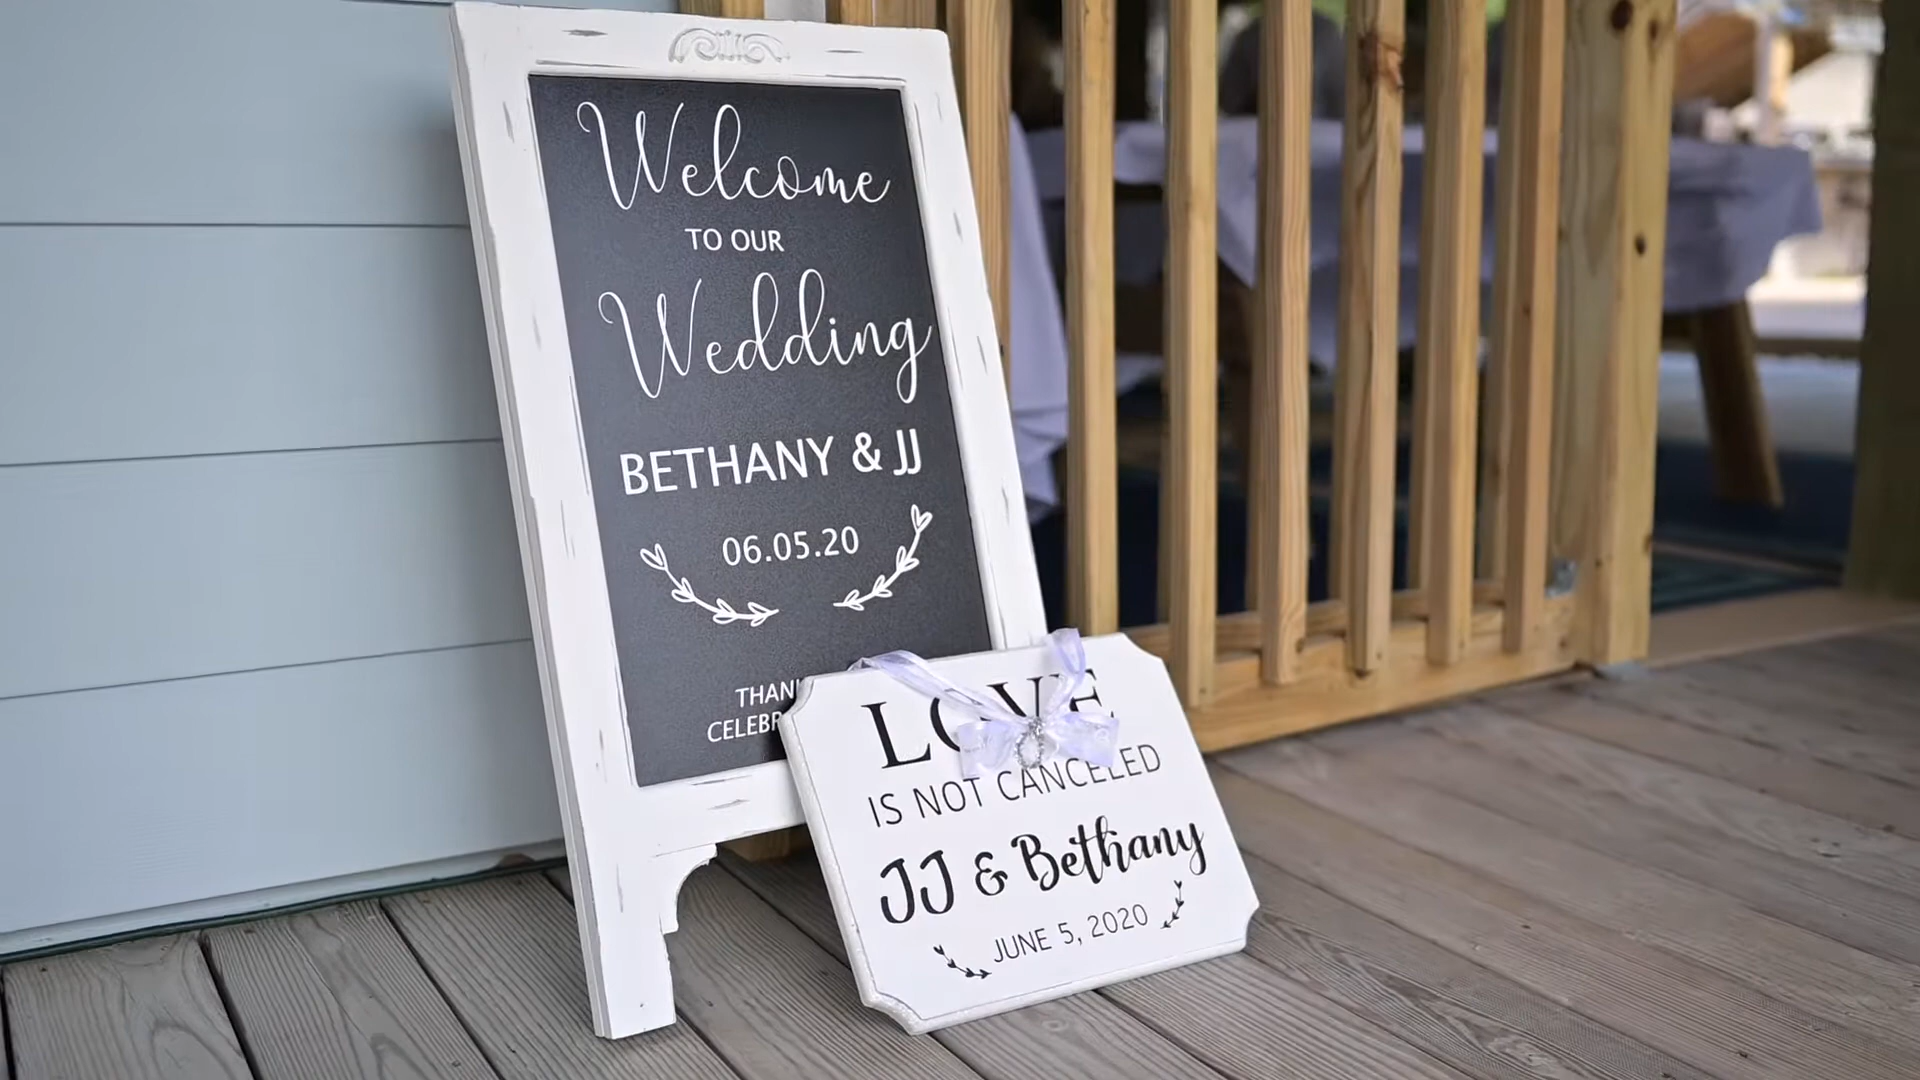 Welcome
TO OUR
Wedding
BETHANY & JJ
06.05.20
LOVE
IS NOT CANCELED
JJ & Bethany
JUNE 5, 2020